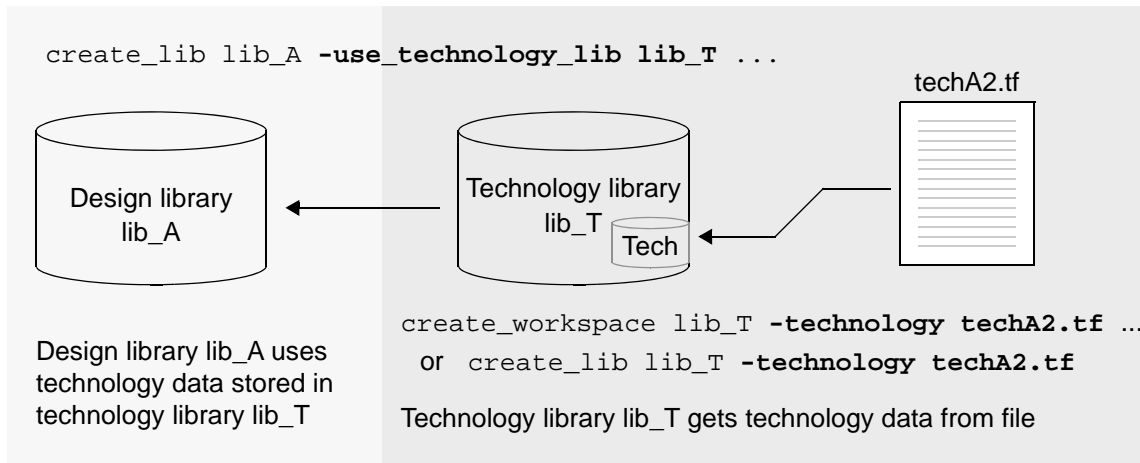 create_lib lib_A -use_technology_lib lib_T ...
techA2.tf
Design library
lib_A
Technology library
lib_T
Tech
create_workspace lib_T -technology techA2.tf ...
or create_lib lib_T -technology techA2.tf
Design library lib_A uses
technology data stored in
technology library lib_T
Technology library lib_T gets technology data from file